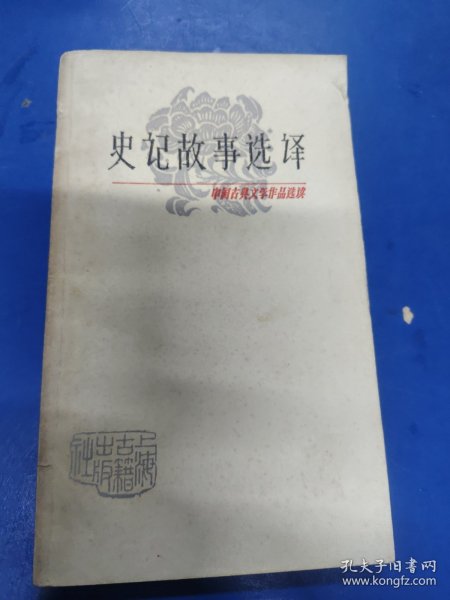 史记故事选译
中国古典文学作品选读
上海
古籍
出版
社
孔夫子旧书网
www.kongfz.com